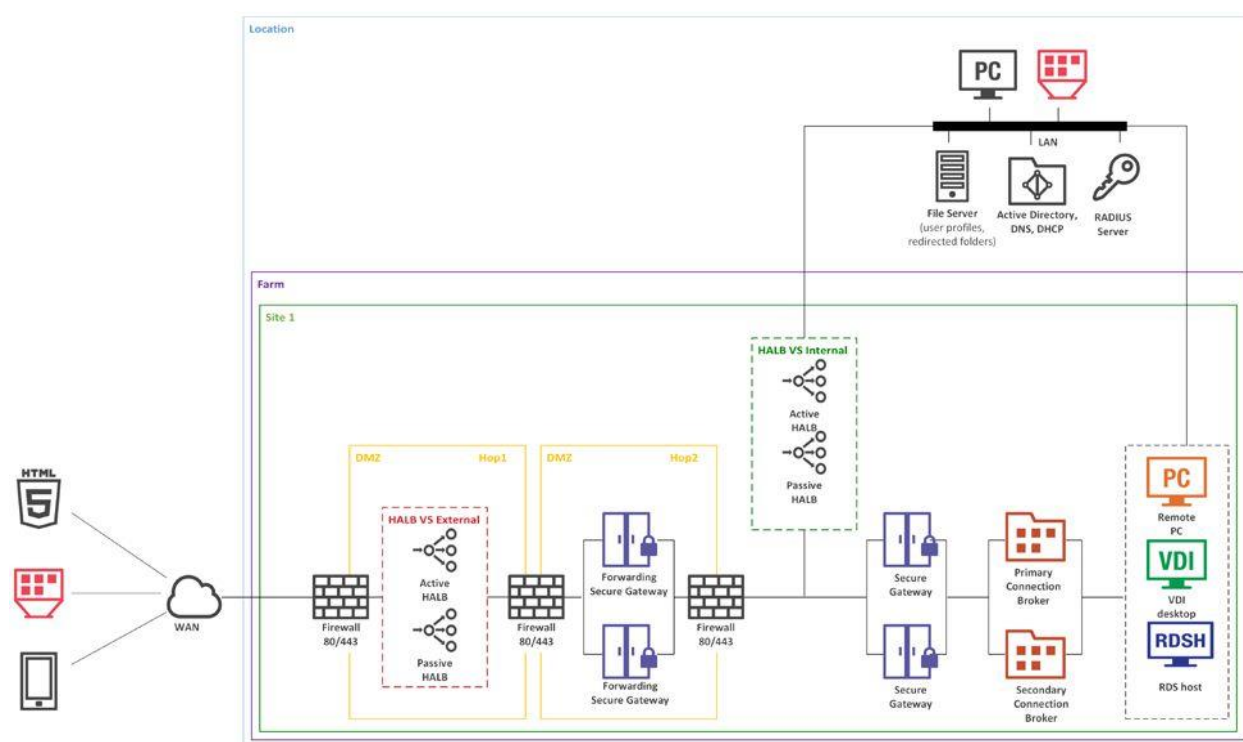 Location
PC
LAN
File Server
(user profiles,
redirected folders)
Active Directory,
DNS, DHCP
RADIUS
Server
Farm
Site 1
HALB VS Internal
Active
HALB
Passive
HALB
DMZ
Hop1
DMZ
Hop2
HALB VS External
Active
HALB
Passive
HALB
HTML
5
WAN
Firewall
80/443
Firewall
80/443
Forwarding
Secure Gateway
Forwarding
Secure Gateway
Firewall
80/443
Secure
Gateway
Secure
Gateway
Primary
Connection
Broker
Secondary
Connection
Broker
PC
Remote
PC
VDI
VDI
desktop
RDSH
RDS host